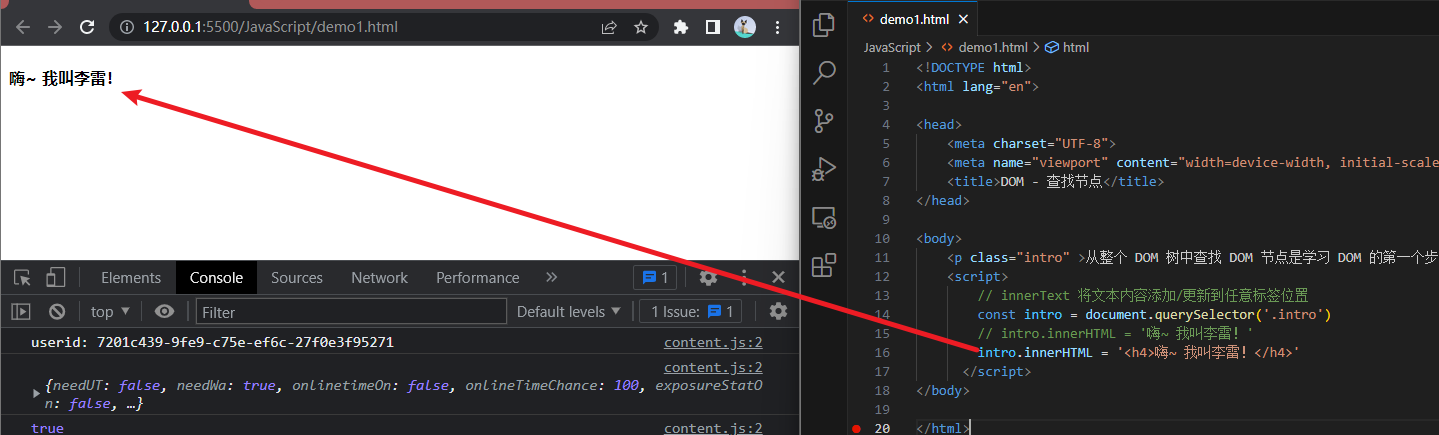 127.0.0.1:5500/JavaScript/demo1.html
嗨~ 我叫李雷!
Elements Console Sources Network Performance 1
top Filter Default levels 1 Issue: 1
userid: 7201c439-9fe9-c75e-ef6c-27f0e3f95271 content.js:2
content.js:2
{needUT: false, needWa: true, onlinetimeOn: false, onlineTimeChance: 100, exposureStatO
n: false, …}
true content.js:2
demo1.html
JavaScript > demo1.html > html
1 <!DOCTYPE html>
2 <html lang="en">
3
4 <head>
5 <meta charset="UTF-8">
6 <meta name="viewport" content="width=device-width, initial-scale
7 <title>DOM - 查找节点</title>
8 </head>
9
10 <body>
11 <p class="intro" >从整个 DOM 树中查找 DOM 节点是学习 DOM 的第一个步
12 <script>
13 // innerText 将文本内容添加/更新到任意标签位置
14 const intro = document.querySelector('.intro')
15 // intro.innerHTML = '嗨~ 我叫李雷! '
16 intro.innerHTML = '<h4>嗨~ 我叫李雷! </h4>'
17 </script>
18 </body>
19
20 </html>